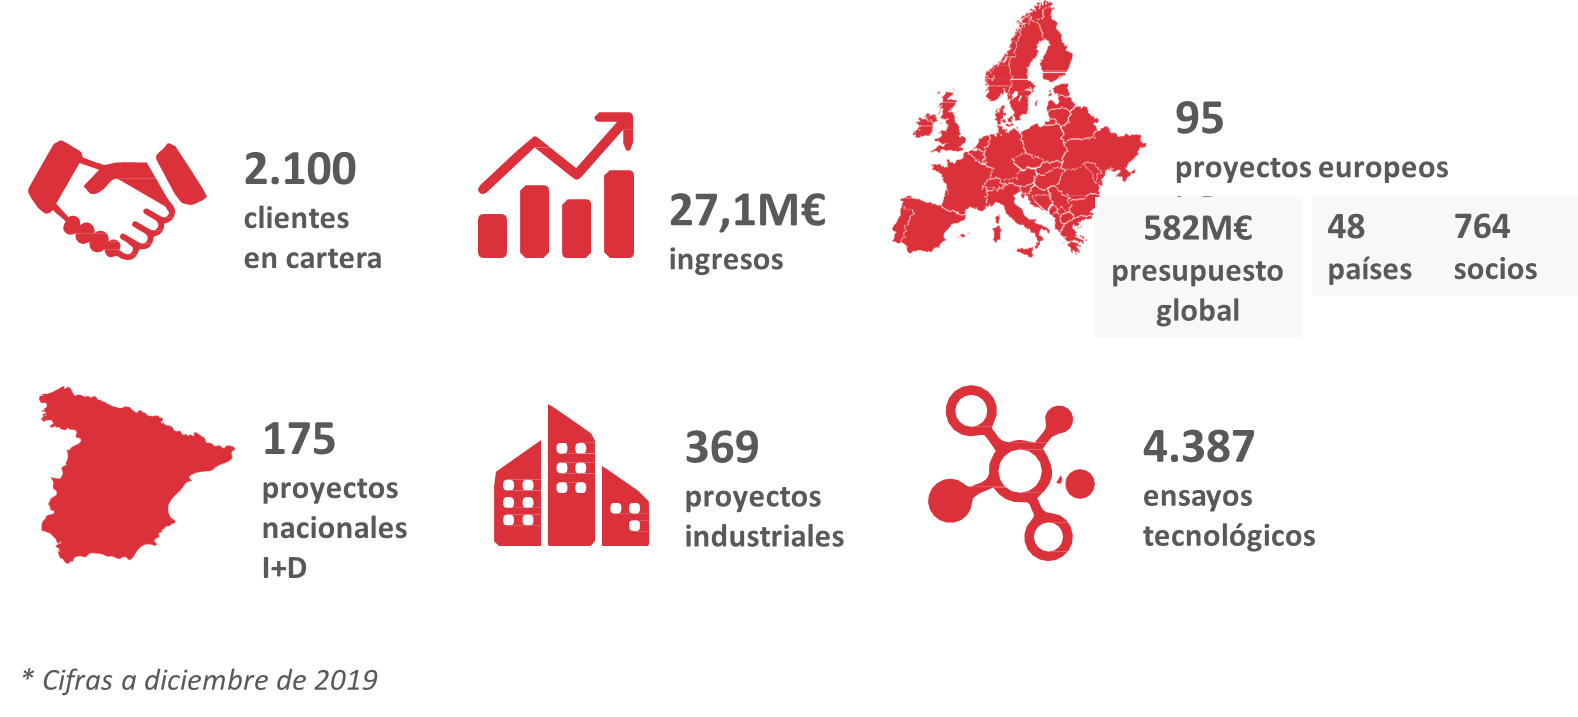 2.100
clientes
en cartera
27,1M€
ingresos
95
proyectos europeos
582M€
presupuesto
global
48
países
764
socios
175
proyectos
nacionales
I+D
369
proyectos
industriales
4.387
ensayos
tecnológicos
* Cifras a diciembre de 2019